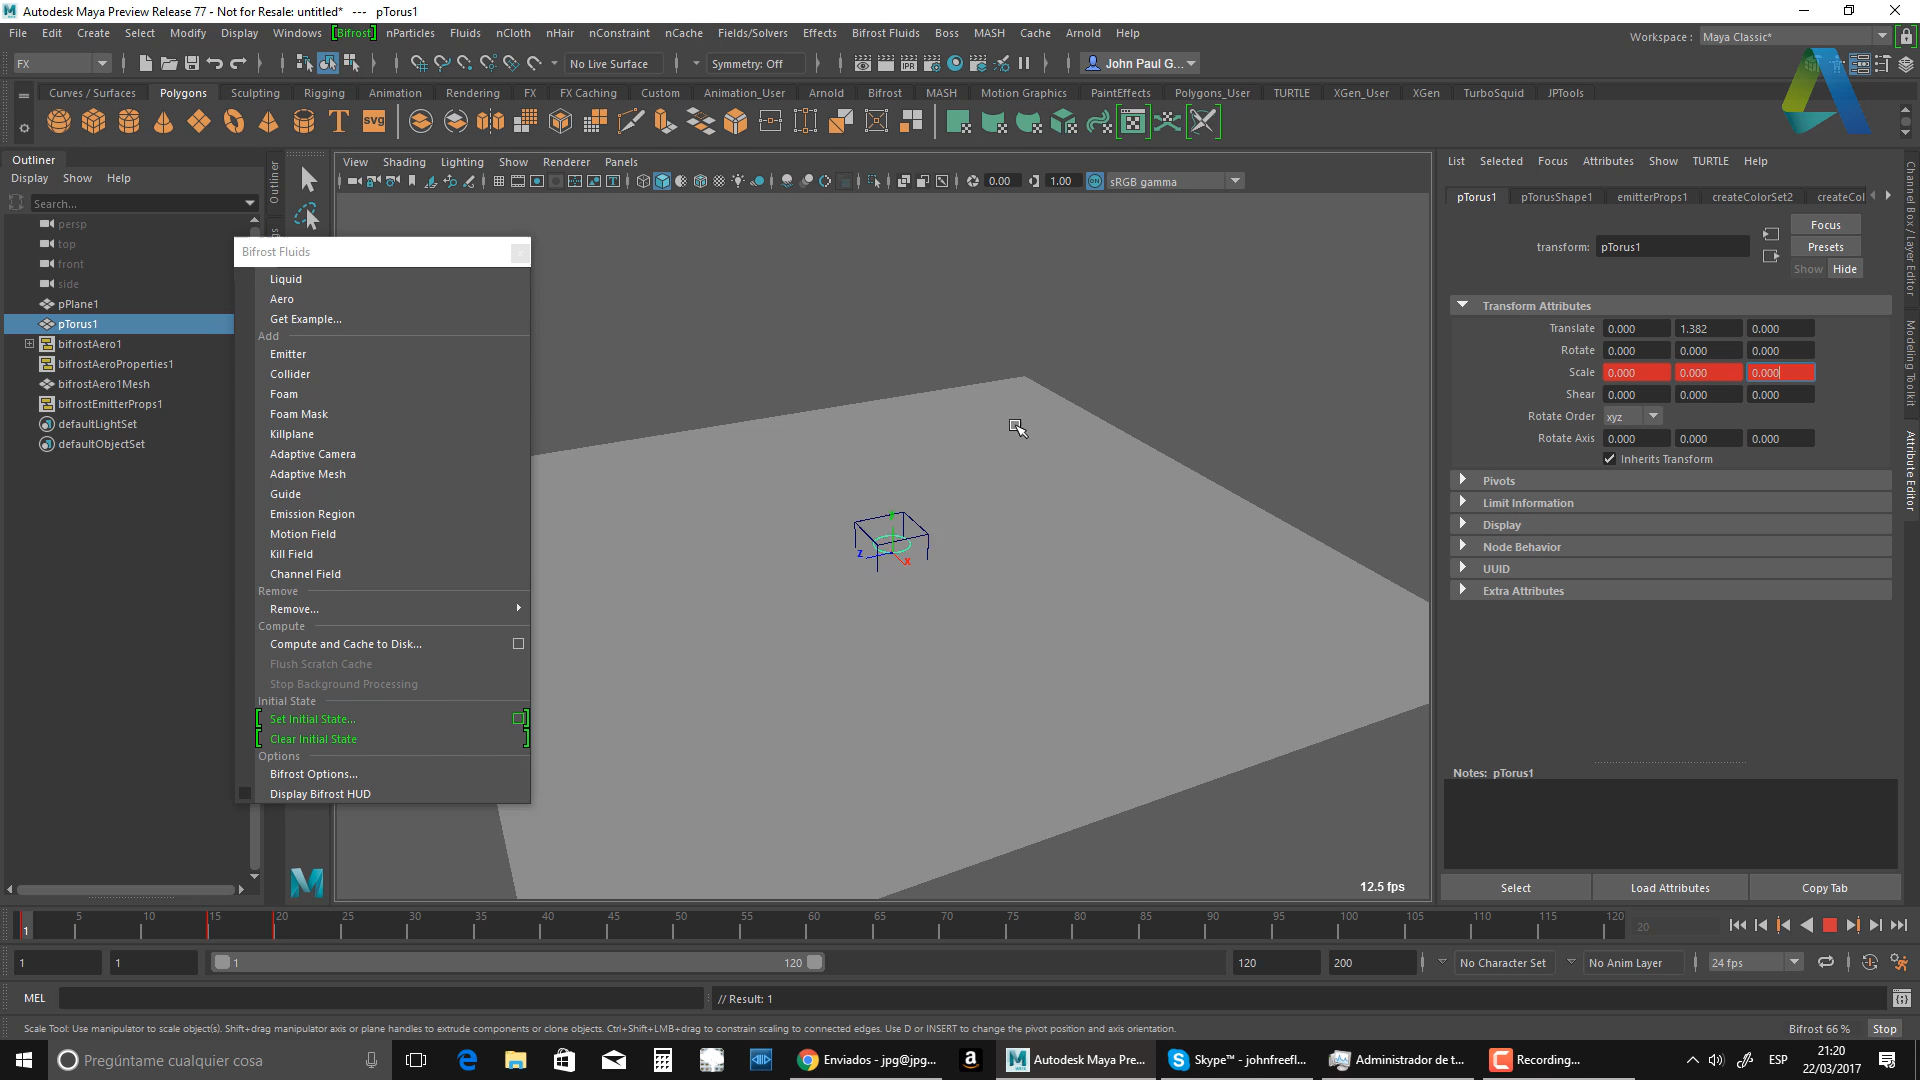 Autodesk Maya Preview Release 77 - Not for Resale: untitled*   ---   pTorus1
File Edit Create Select Modify Display Windows Bifrost nParticles Fluids nCloth nHair nConstraint nCache Fields/Solvers Effects Bifrost Fluids Boss MASH Cache Arnold Help
Workspace : Maya Classic*
FX No Live Surface Symmetry: Off IPR John Paul G...
Curves / Surfaces Polygons Sculpting Rigging Animation Rendering FX FX Caching Custom Animation_User Arnold Bifrost MASH Motion Graphics PaintEffects Polygons_User TURTLE XGen_User XGen TurboSquid JPTools
T SVG
Outliner
Display Show Help
Search...
persp
top
front
side
pPlane1
pTorus1
bifrostAero1
bifrostAeroProperties1
bifrostAero1Mesh
bifrostEmitterProps1
defaultLightSet
defaultObjectSet
Outliner
Bifrost Fluids
Liquid
Aero
Get Example...
Add
Emitter
Collider
Foam
Foam Mask
Killplane
Adaptive Camera
Adaptive Mesh
Guide
Emission Region
Motion Field
Kill Field
Channel Field
Remove
Remove...
Compute
Compute and Cache to Disk...
Flush Scratch Cache
Stop Background Processing
Initial State
Set Initial State...
Clear Initial State
Options
Bifrost Options...
Display Bifrost HUD
View Shading Lighting Show Renderer Panels
0.00 1.00 ON sRGB gamma
y
z
x
12.5 fps
List Selected Focus Attributes Show TURTLE Help
pTorus1 pTorusShape1 emitterProps1 createColorSet2 createCol
Focus
transform: pTorus1
Presets
Show Hide
Transform Attributes
Translate 0.000 1.382 0.000
Rotate 0.000 0.000 0.000
Scale 0.000 0.000 0.000
Shear 0.000 0.000 0.000
Rotate Order xyz
Rotate Axis 0.000 0.000 0.000
Inherits Transform
Pivots
Limit Information
Display
Node Behavior
UUID
Extra Attributes
Notes: pTorus1
Select Load Attributes Copy Tab
Channel Box / Layer Editor
Modeling Toolkit
Attribute Editor
1 5 10 15 20 25 30 35 40 45 50 55 60 65 70 75 80 85 90 95 100 105 110 115 120 20
1 1 1 120 120 200 No Character Set No Anim Layer 24 fps
MEL // Result: 1
Scale Tool: Use manipulator to scale object(s). Shift+drag manipulator axis or plane handles to extrude components or clone objects. Ctrl+Shift+LMB+drag to constrain scaling to connected edges. Use D or INSERT to change the pivot position and axis orientation.
Bifrost 66 % Stop
Pregúntame cualquier cosa
Enviados - jpg@jpg...
Autodesk Maya Pre...
Skype™ - johnfreefl...
Administrador de t...
Recording...
ESP
21:20
22/03/2017